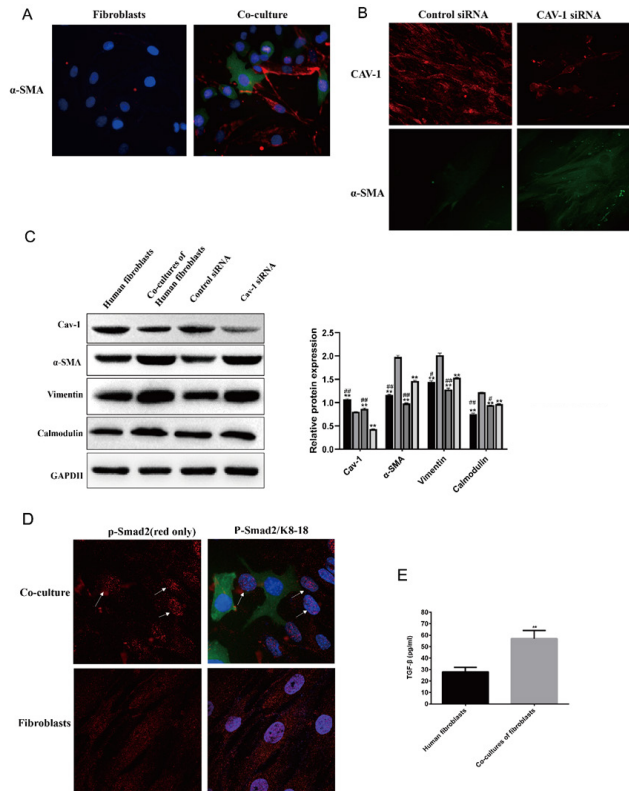 A
Fibroblasts
Co-culture
α-SMA
B
Control siRNA
CAV-1 siRNA
CAV-1
α-SMA
C
Human fibroblasts
Co-cultures of
Human fibroblasts
Control siRNA
Cav-1 siRNA
Cav-1
α-SMA
Vimentin
Calmodulin
GAPDH
Relative protein expression
2.5
2.0
1.5
1.0
0.5
0.0
##
**
##
**
**
##
**
##
**
**
#
**
##
**
**
##
**
#
**
**
Cav-1
α-SMA
Vimentin
Calmodulin
D
p-Smad2(red only)
P-Smad2/K8-18
Co-culture
Fibroblasts
E
TGF-β (pg/ml)
80
70
60
50
40
30
20
10
0
**
Human fibroblasts
Co-cultures of fibroblasts